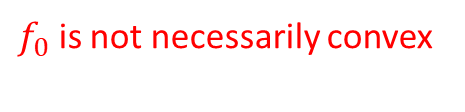 f₀ is not necessarily convex